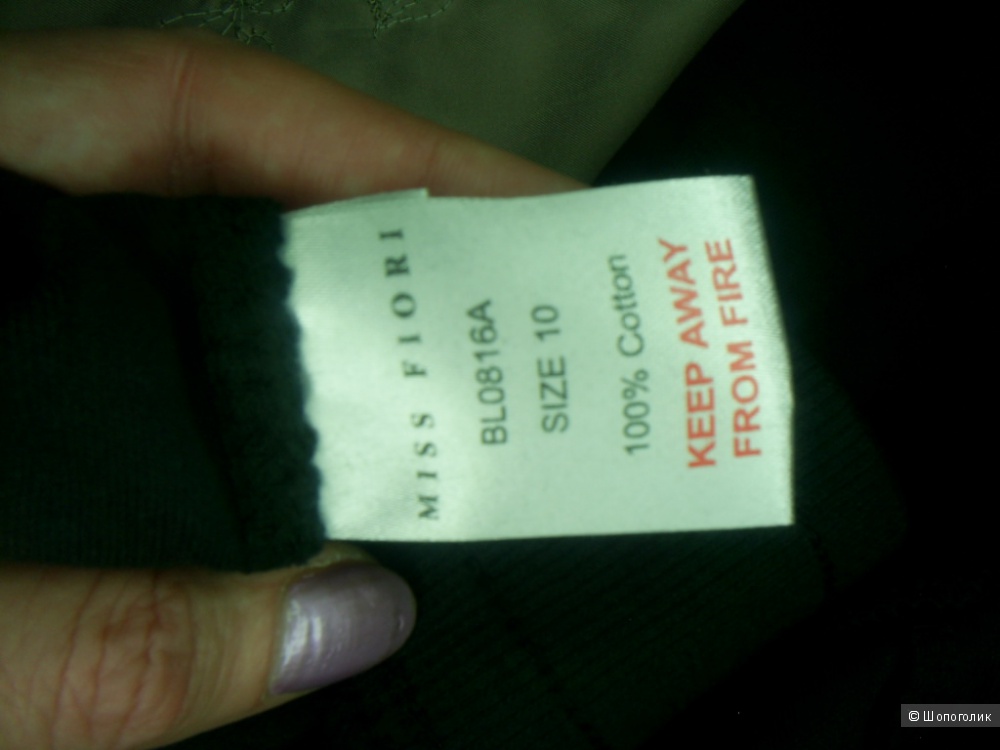 MISS FIORI
BL0816A
SIZE 10
100% Cotton
KEEP AWAY
FROM FIRE
© Шопоголик